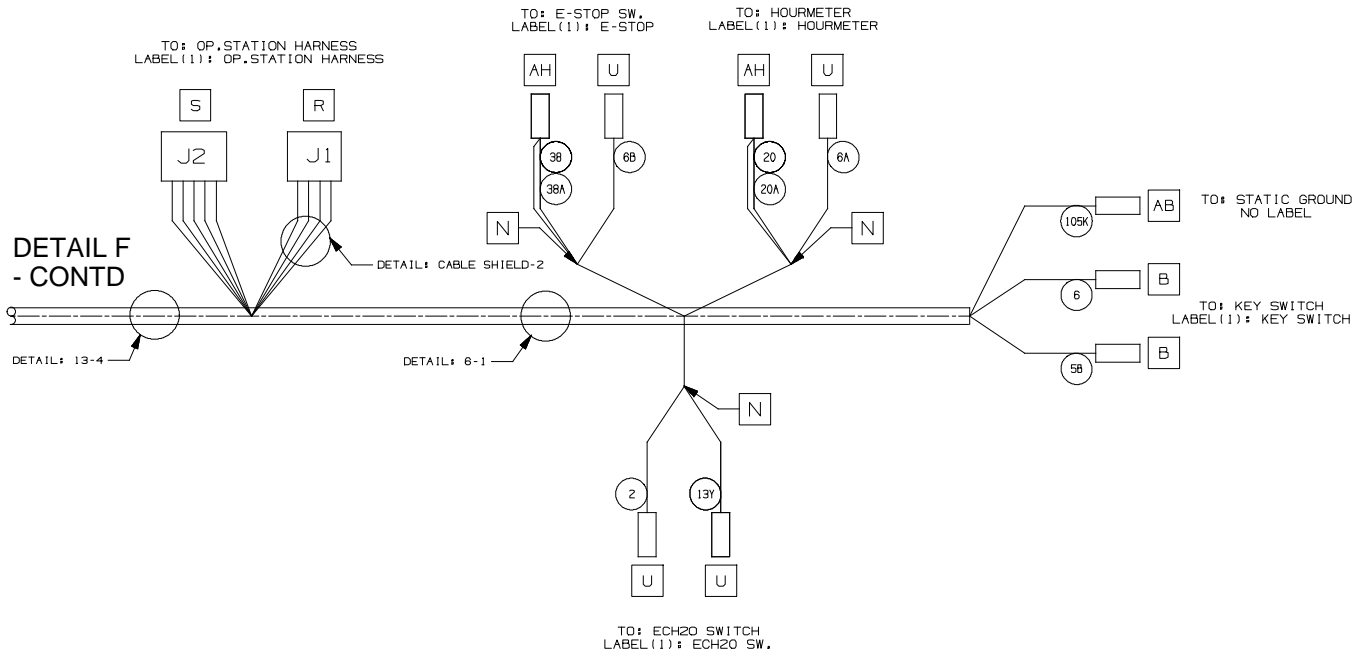 TO: E-STOP SW.
LABEL(1): E-STOP
TO: HOURMETER
LABEL(1): HOURMETER
TO: OP.STATION HARNESS
LABEL(1): OP.STATION HARNESS
AH
U
AH
U
S
R
J2
J1
38
38A
6B
20
20A
6A
105K
AB
TO: STATIC GROUND
NO LABEL
N
N
DETAIL F
- CONTD
DETAIL: CABLE SHIELD-2
6
B
TO: KEY SWITCH
LABEL(1): KEY SWITCH
DETAIL: 13-4
DETAIL: 6-1
5B
B
N
2
13Y
U
U
TO: ECH2O SWITCH
LABEL(1): ECH2O SW.